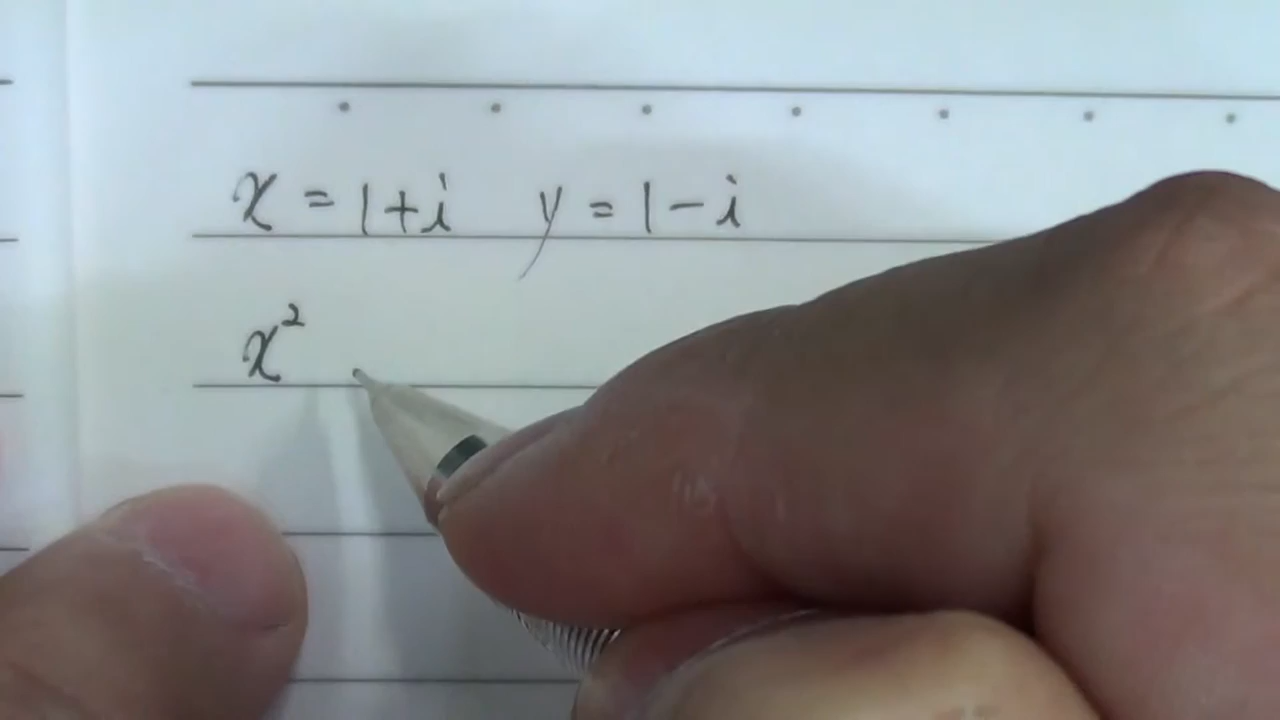 x = 1+i y = 1-i
x²